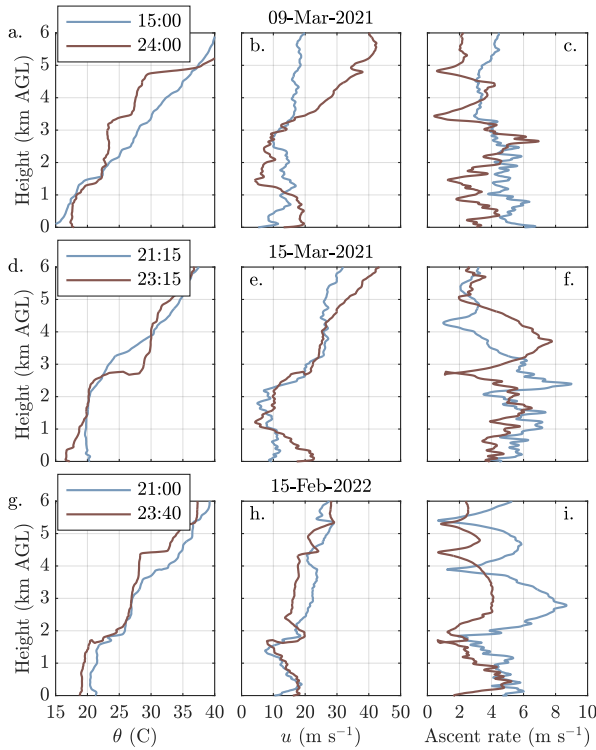 09-Mar-2021
a. 15:00 b. c.
24:00
Height (km AGL)
6
5
4
3
2
1
0
15-Mar-2021
d. 21:15 e. f.
23:15
Height (km AGL)
6
5
4
3
2
1
0
15-Feb-2022
g. 21:00 h. i.
23:40
Height (km AGL)
6
5
4
3
2
1
0
15 20 25 30 35 40 0 10 20 30 40 50 0 2 4 6 8 10
θ (C) u (m s⁻¹) Ascent rate (m s⁻¹)